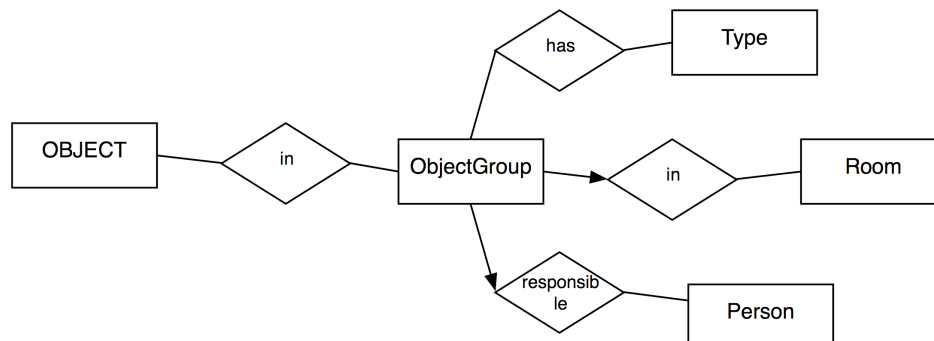 has
Type
OBJECT
in
ObjectGroup
in
Room
responsib
le
Person